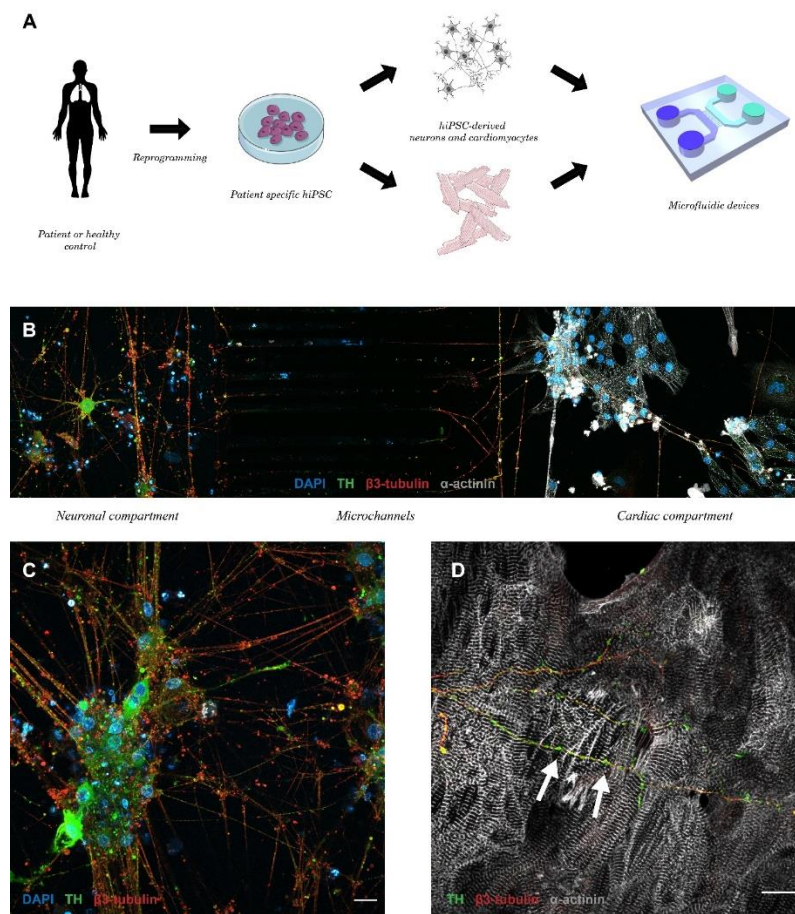 A
Reprogramming
Patient or healthy
control
Patient specific hiPSC
hiPSC-derived
neurons and cardiomyocytes
Microfluidic devices
B
DAPI TH β3-tubulin α-actinin
Neuronal compartment Microchannels Cardiac compartment
C
DAPI TH β3-tubulin
D
TH β3-tubulin α-actinin